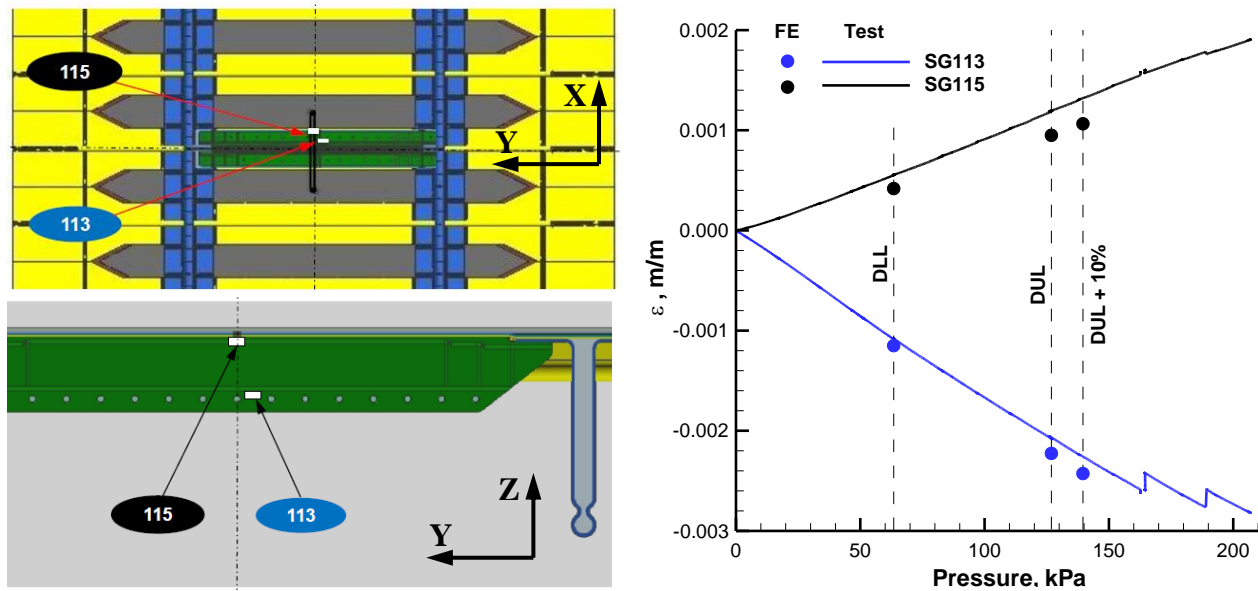 115
113
X
Y
115
113
Z
Y
FE Test
SG113
SG115
0.002
0.001
0.000
-0.001
-0.002
-0.003
ε , m/m
DLL
DUL
DUL + 10%
0 50 100 150 200
Pressure, kPa